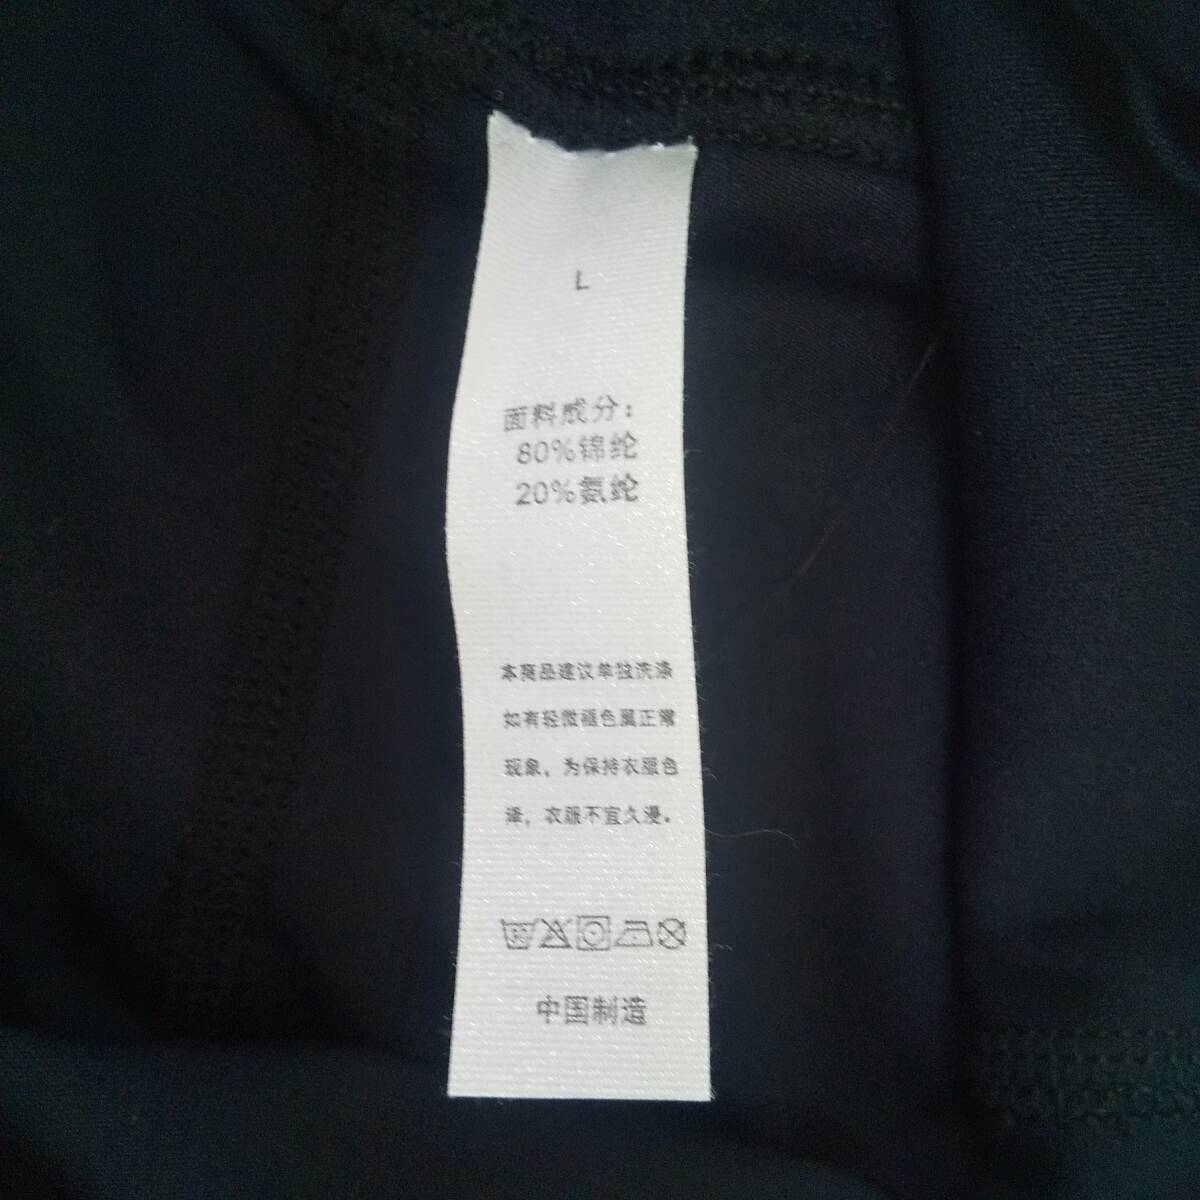 L
面料成分：
80%锦纶
20%氨纶
本商品建议单独洗涤
如有轻微褪色属正常
现象，为保持衣服色
泽，衣服不宜久浸。
中国制造